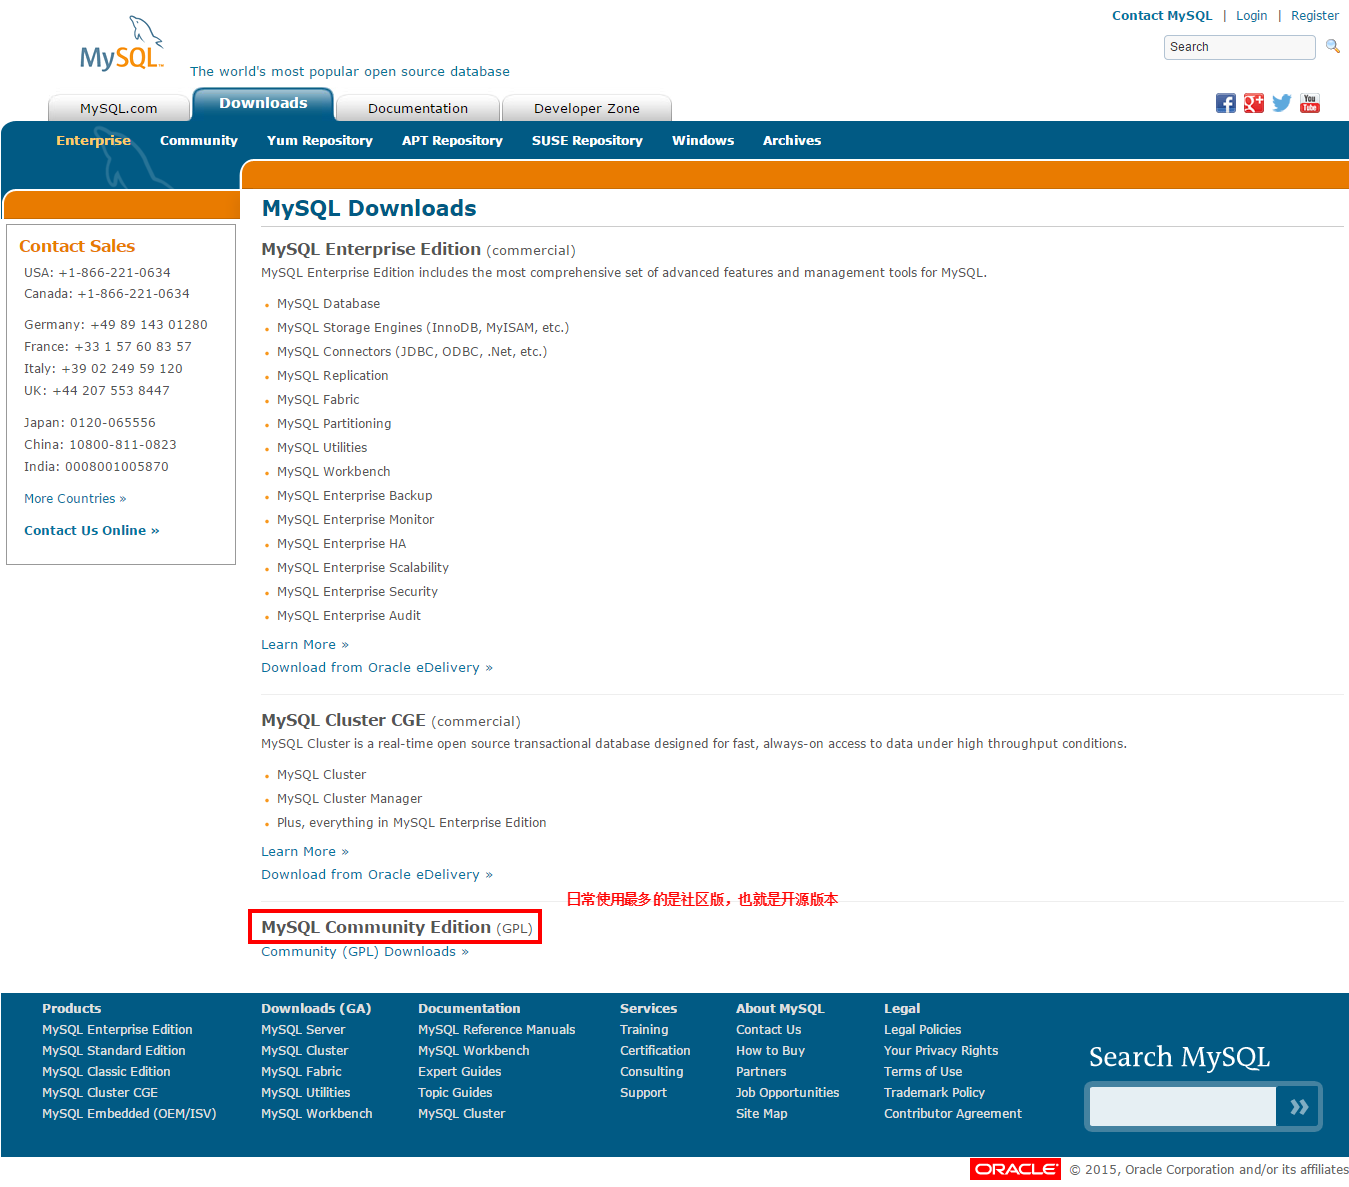 Contact MySQL | Login | Register
MySQL™
The world's most popular open source database
Search
MySQL.com
Downloads
Documentation
Developer Zone
You Tube
Enterprise
Community
Yum Repository
APT Repository
SUSE Repository
Windows
Archives
Contact Sales
USA: +1-866-221-0634
Canada: +1-866-221-0634
Germany: +49 89 143 01280
France: +33 1 57 60 83 57
Italy: +39 02 249 59 120
UK: +44 207 553 8447
Japan: 0120-065556
China: 10800-811-0823
India: 0008001005870
More Countries »
Contact Us Online »
MySQL Downloads
MySQL Enterprise Edition (commercial)
MySQL Enterprise Edition includes the most comprehensive set of advanced features and management tools for MySQL.
MySQL Database
MySQL Storage Engines (InnoDB, MyISAM, etc.)
MySQL Connectors (JDBC, ODBC, .Net, etc.)
MySQL Replication
MySQL Fabric
MySQL Partitioning
MySQL Utilities
MySQL Workbench
MySQL Enterprise Backup
MySQL Enterprise Monitor
MySQL Enterprise HA
MySQL Enterprise Scalability
MySQL Enterprise Security
MySQL Enterprise Audit
Learn More »
Download from Oracle eDelivery »
MySQL Cluster CGE (commercial)
MySQL Cluster is a real-time open source transactional database designed for fast, always-on access to data under high throughput conditions.
MySQL Cluster
MySQL Cluster Manager
Plus, everything in MySQL Enterprise Edition
Learn More »
Download from Oracle eDelivery »
日常使用最多的是社区版，也就是开源版本
MySQL Community Edition (GPL)
Community (GPL) Downloads »
Products
MySQL Enterprise Edition
MySQL Standard Edition
MySQL Classic Edition
MySQL Cluster CGE
MySQL Embedded (OEM/ISV)
Downloads (GA)
MySQL Server
MySQL Cluster
MySQL Fabric
MySQL Utilities
MySQL Workbench
Documentation
MySQL Reference Manuals
MySQL Workbench
Expert Guides
Topic Guides
MySQL Cluster
Services
Training
Certification
Consulting
Support
About MySQL
Contact Us
How to Buy
Partners
Job Opportunities
Site Map
Legal
Legal Policies
Your Privacy Rights
Terms of Use
Trademark Policy
Contributor Agreement
Search MySQL
ORACLE © 2015, Oracle Corporation and/or its affiliates